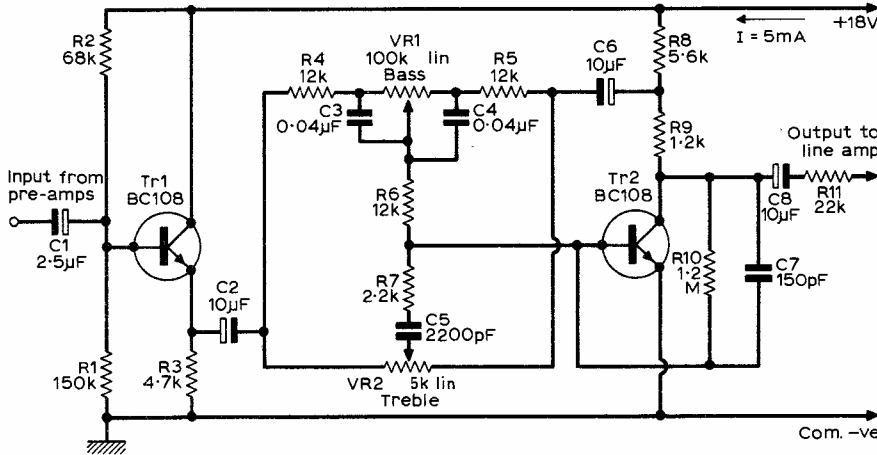 R2
68k
Input from
pre-amps
C1
2·5µF
R1
150k
Tr1
BC108
C2
10µF
R3
4·7k
R4
12k
VR1
100k lin
Bass
R5
12k
C3
0·04µF
C4
0·04µF
R6
12k
R7
2·2k
C5
2200pF
VR2
5k lin
Treble
C6
10µF
R8
5·6k
R9
1·2k
I = 5mA
+18V
Tr2
BC108
R10
1·2
M
C7
150pF
C8
10µF
R11
22k
Output to
line amp
Com. -ve